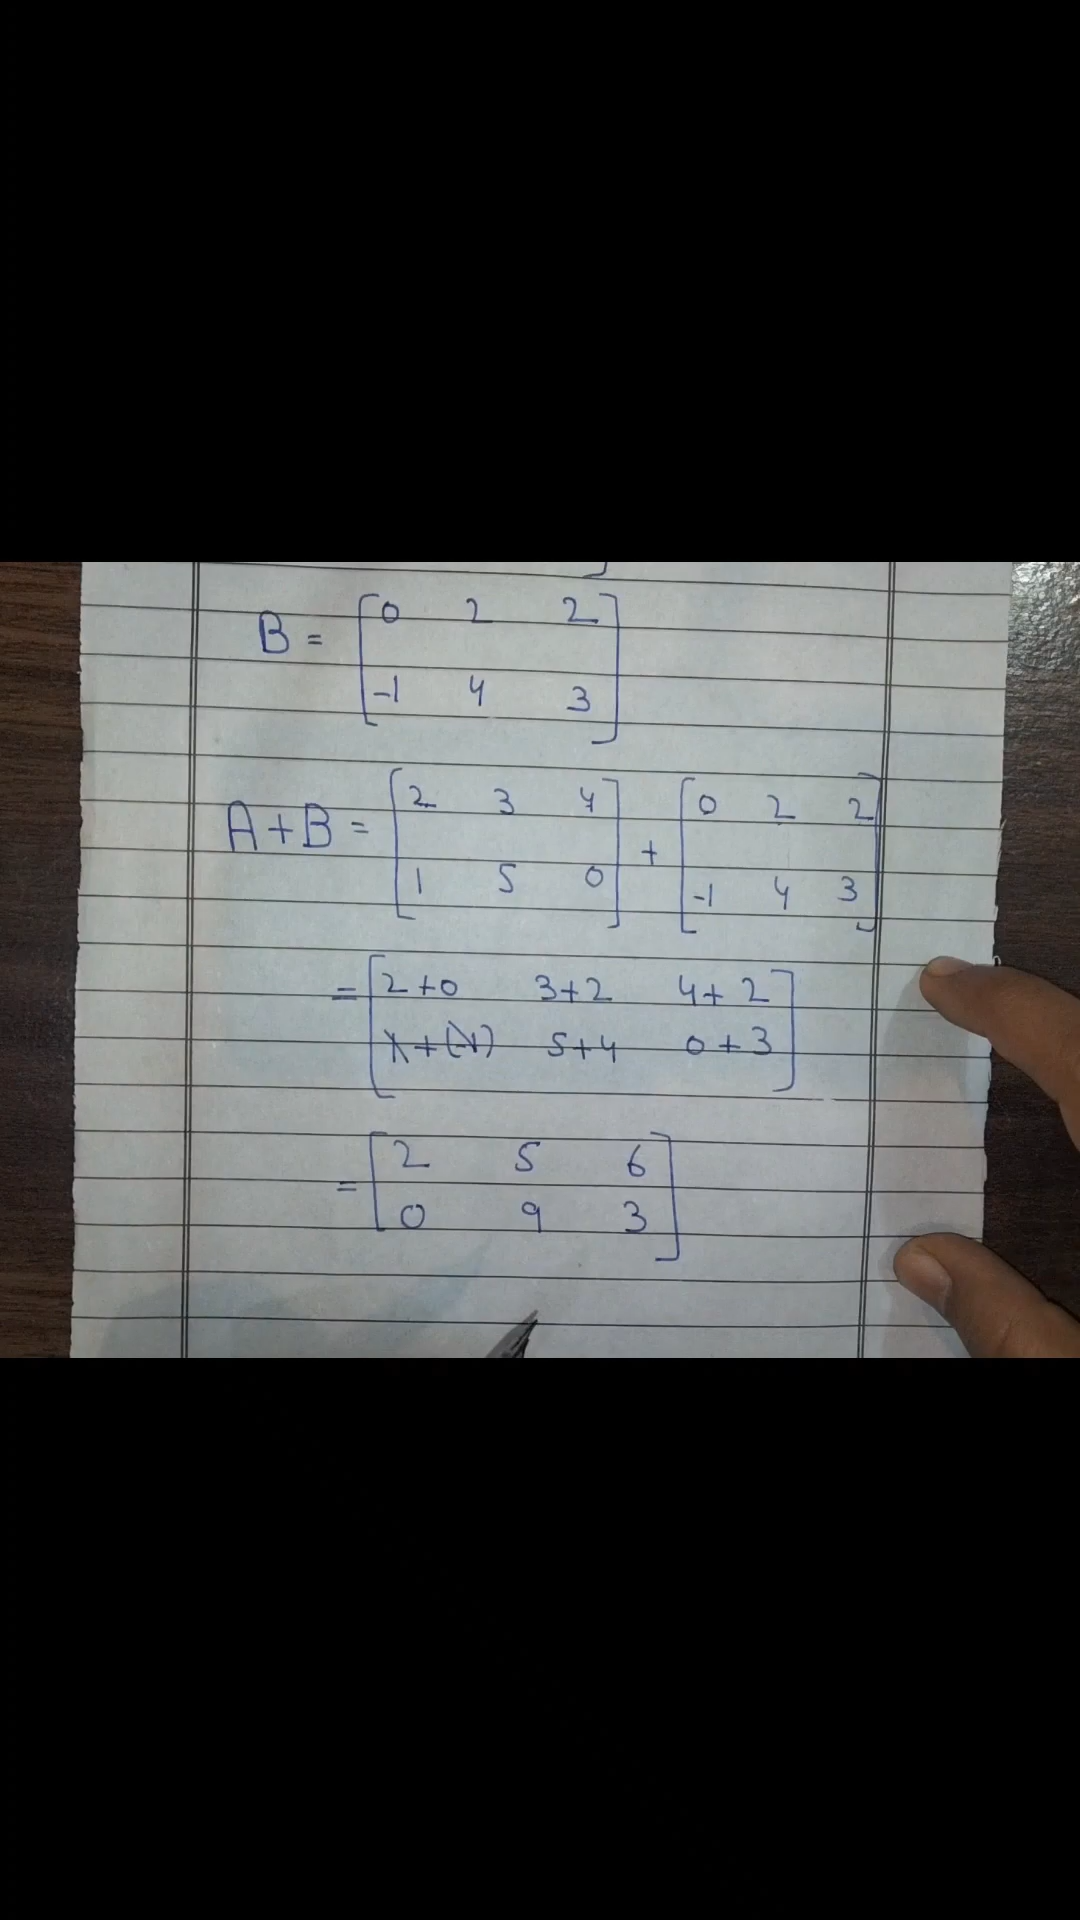 B = [0 2 2
-1 4 3]
A+B = [2 3 4
1 5 0] + [0 2 2
-1 4 3]
= [2+0 3+2 4+2
1+(-1) 5+4 0+3]
= [2 5 6
0 9 3]